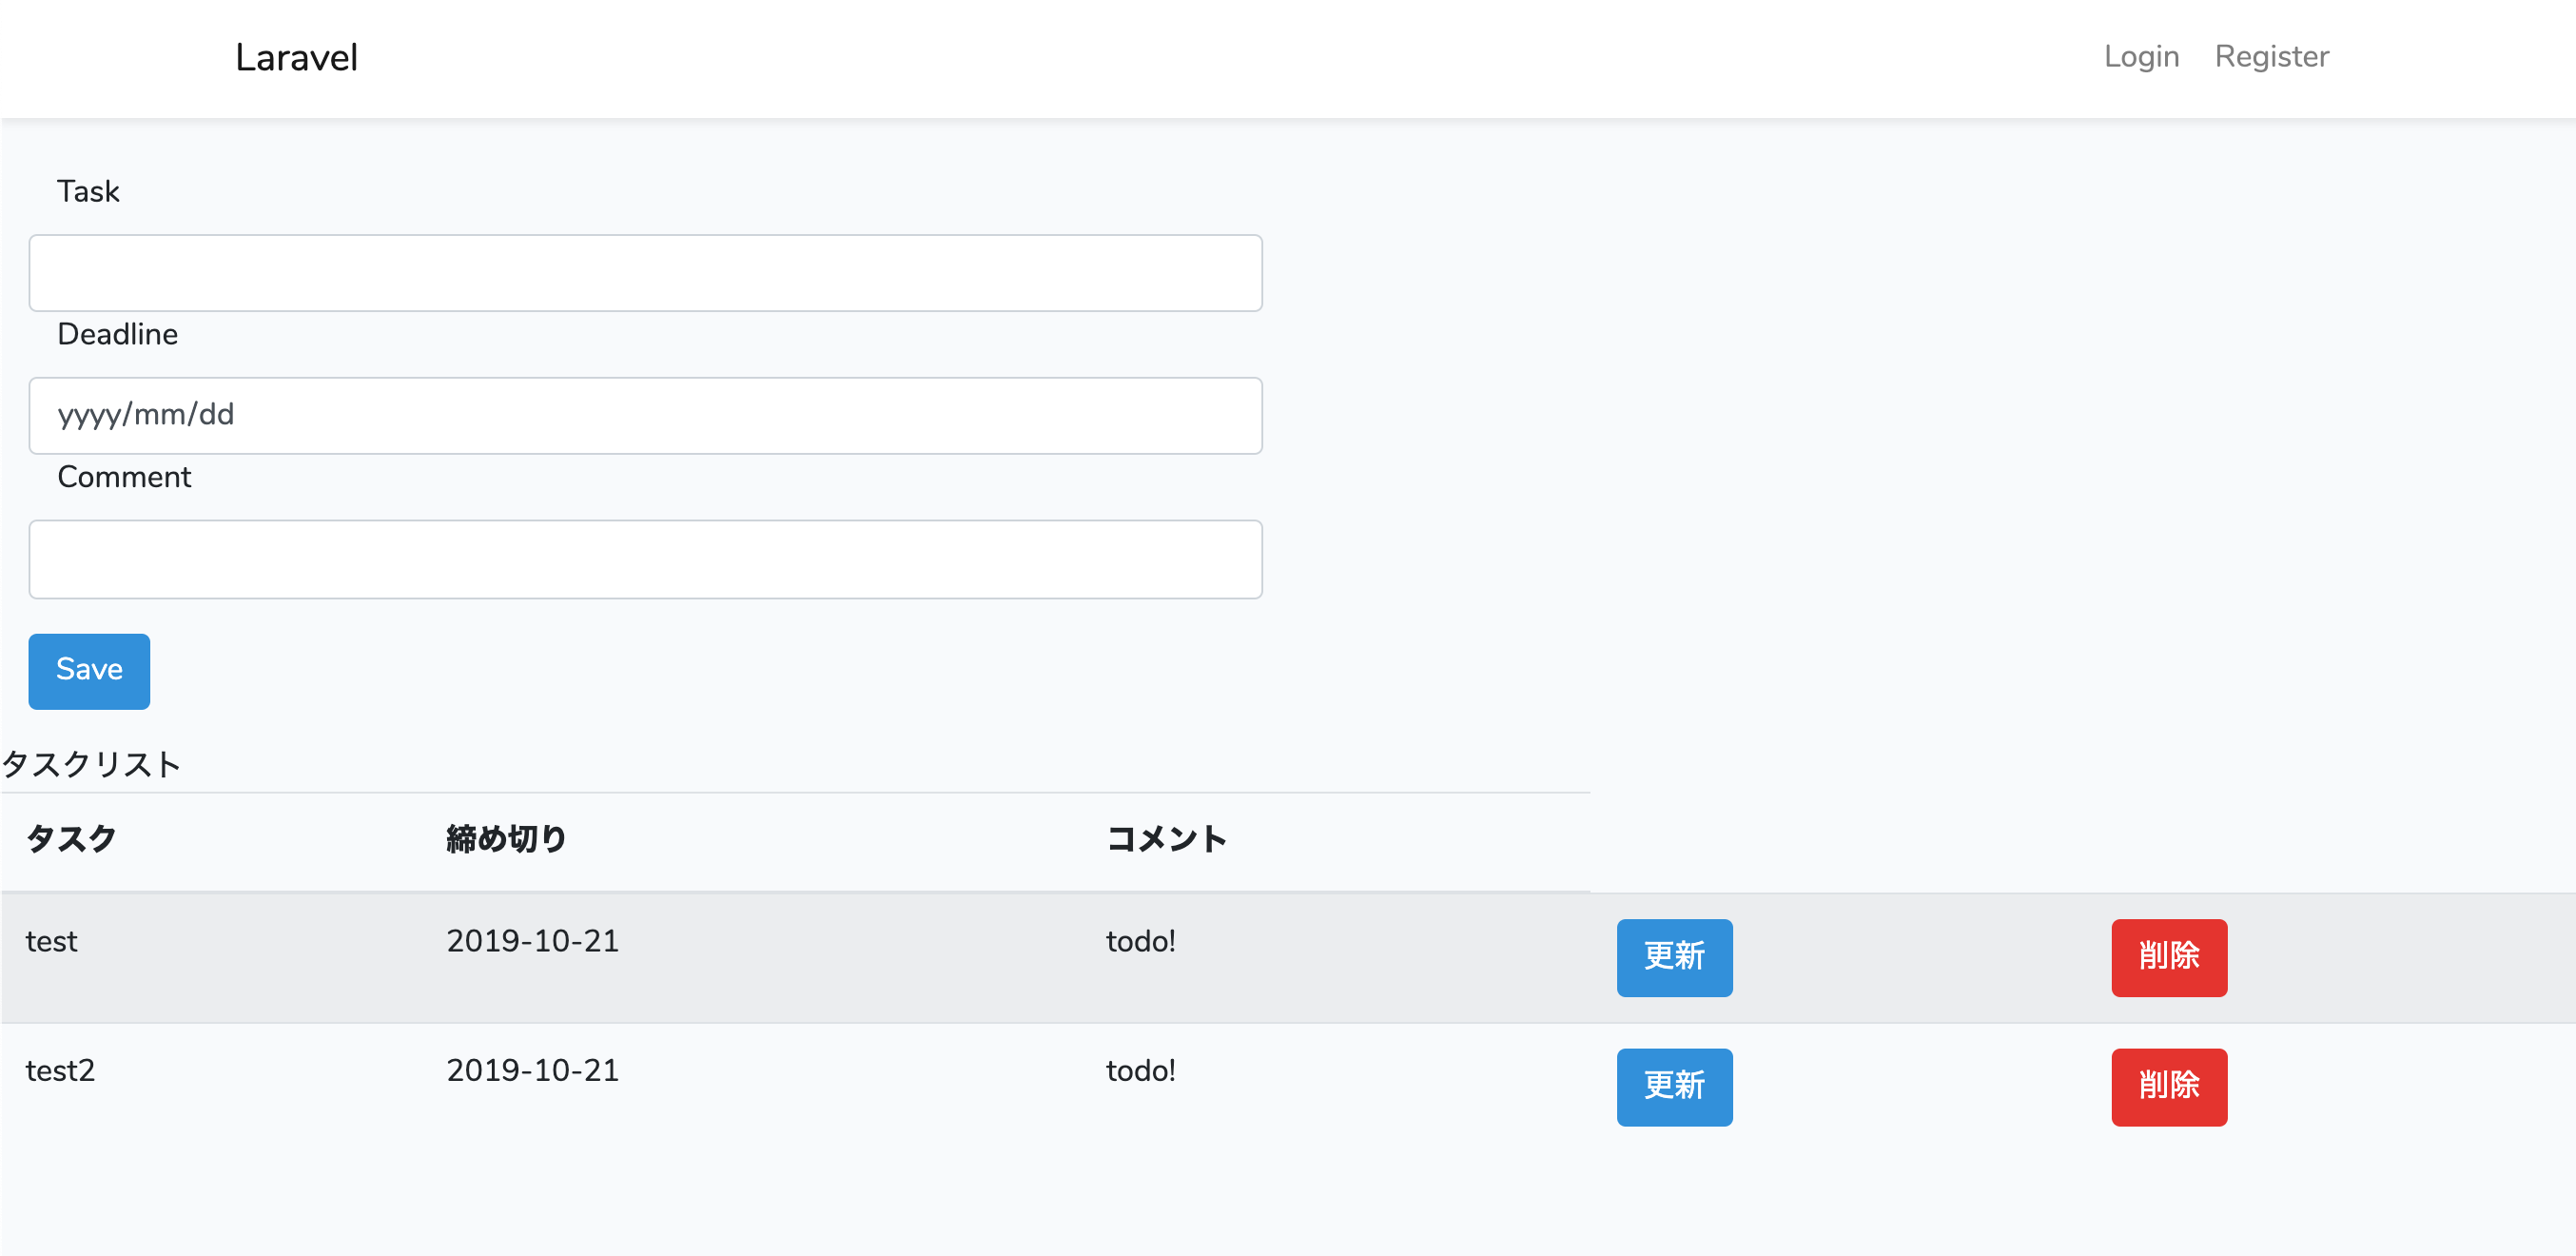 Laravel Login Register
Task
Deadline
yyyy/mm/dd
Comment
Save
タスクリスト
タスク 締め切り コメント
test 2019-10-21 todo! 更新 削除
test2 2019-10-21 todo! 更新 削除